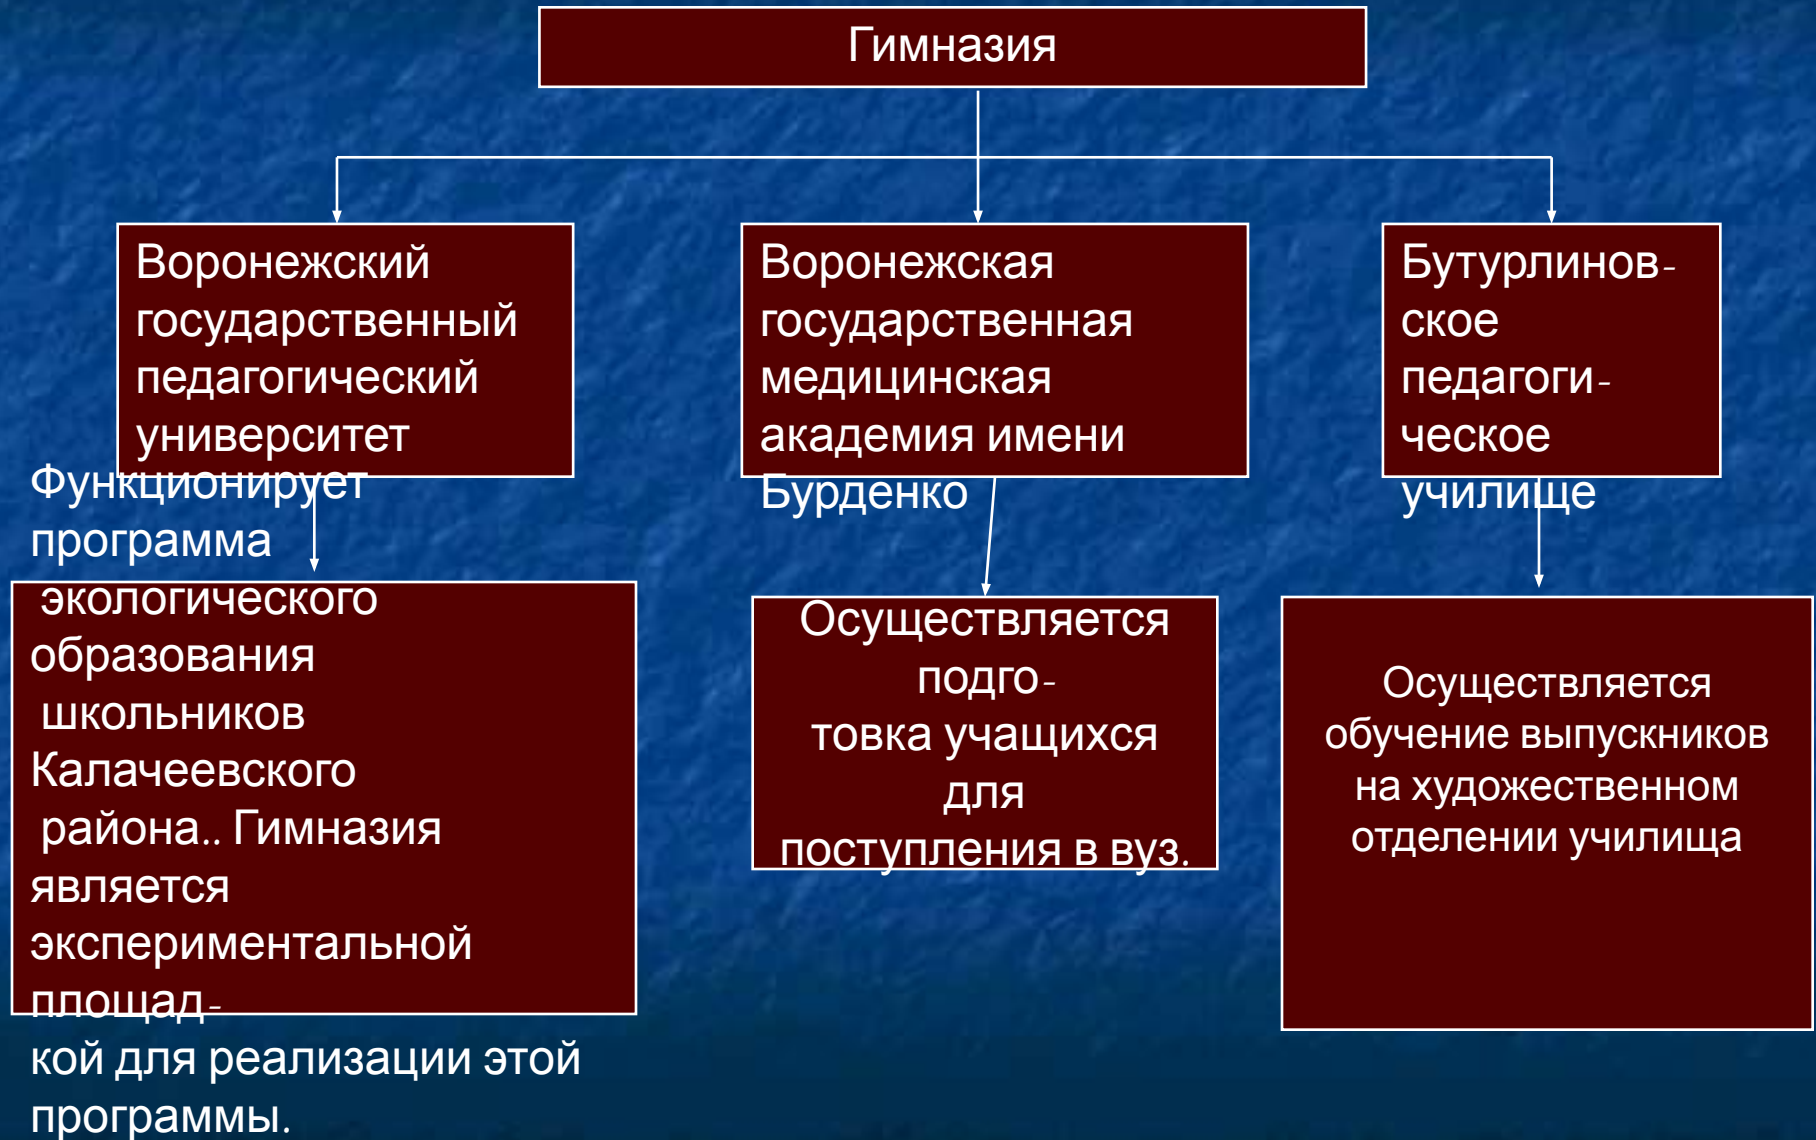 Гимназия
Воронежский
государственный
педагогический
университет
Воронежская
государственная
медицинская
академия имени
Бурденко
Бутурлинов-
ское
педагоги-
ческое
училище
Функционирует
программа
экологического
образования
школьников
Калачеевского
района.. Гимназия
является
экспериментальной
площад-
кой для реализации этой
программы.
Осуществляется
подго-
товка учащихся
для
поступления в вуз.
Осуществляется
обучение выпускников
на художественном
отделении училища